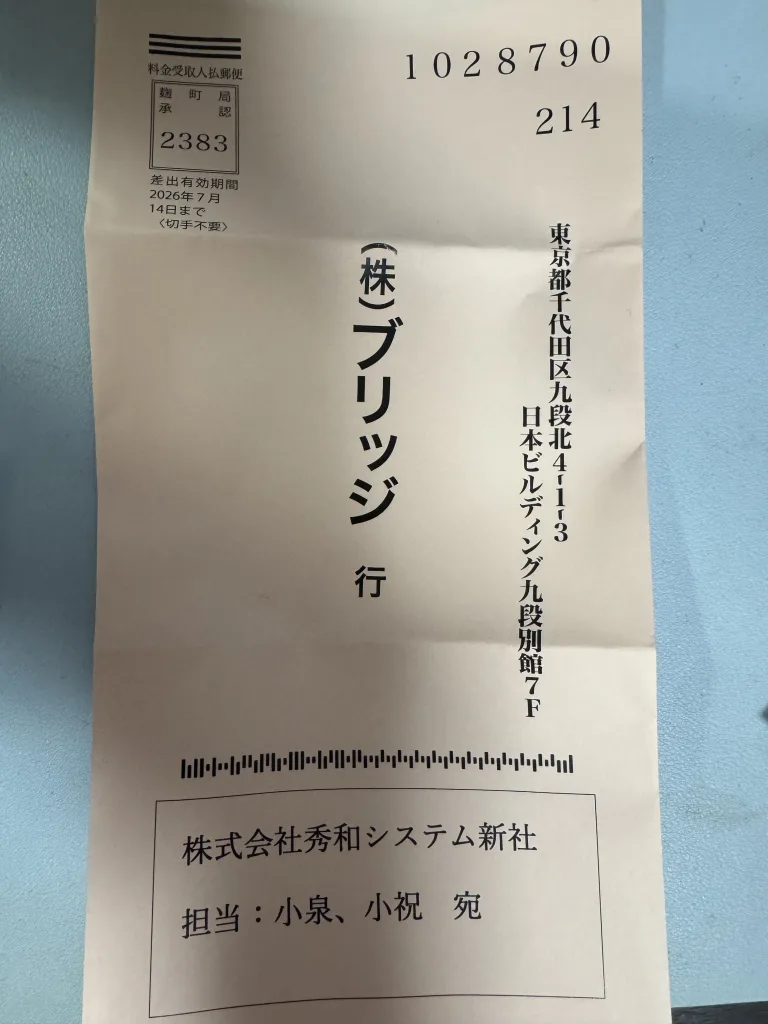 料金受取人払郵便
麹町局
承認
2383
差出有効期間
2026年7月
14日まで
〈切手不要〉
1028790
214
東京都千代田区九段北4-1-3
日本ビルディング九段別館7F
(株)ブリッジ 行
株式会社秀和システム新社
担当：小泉、小祝　宛